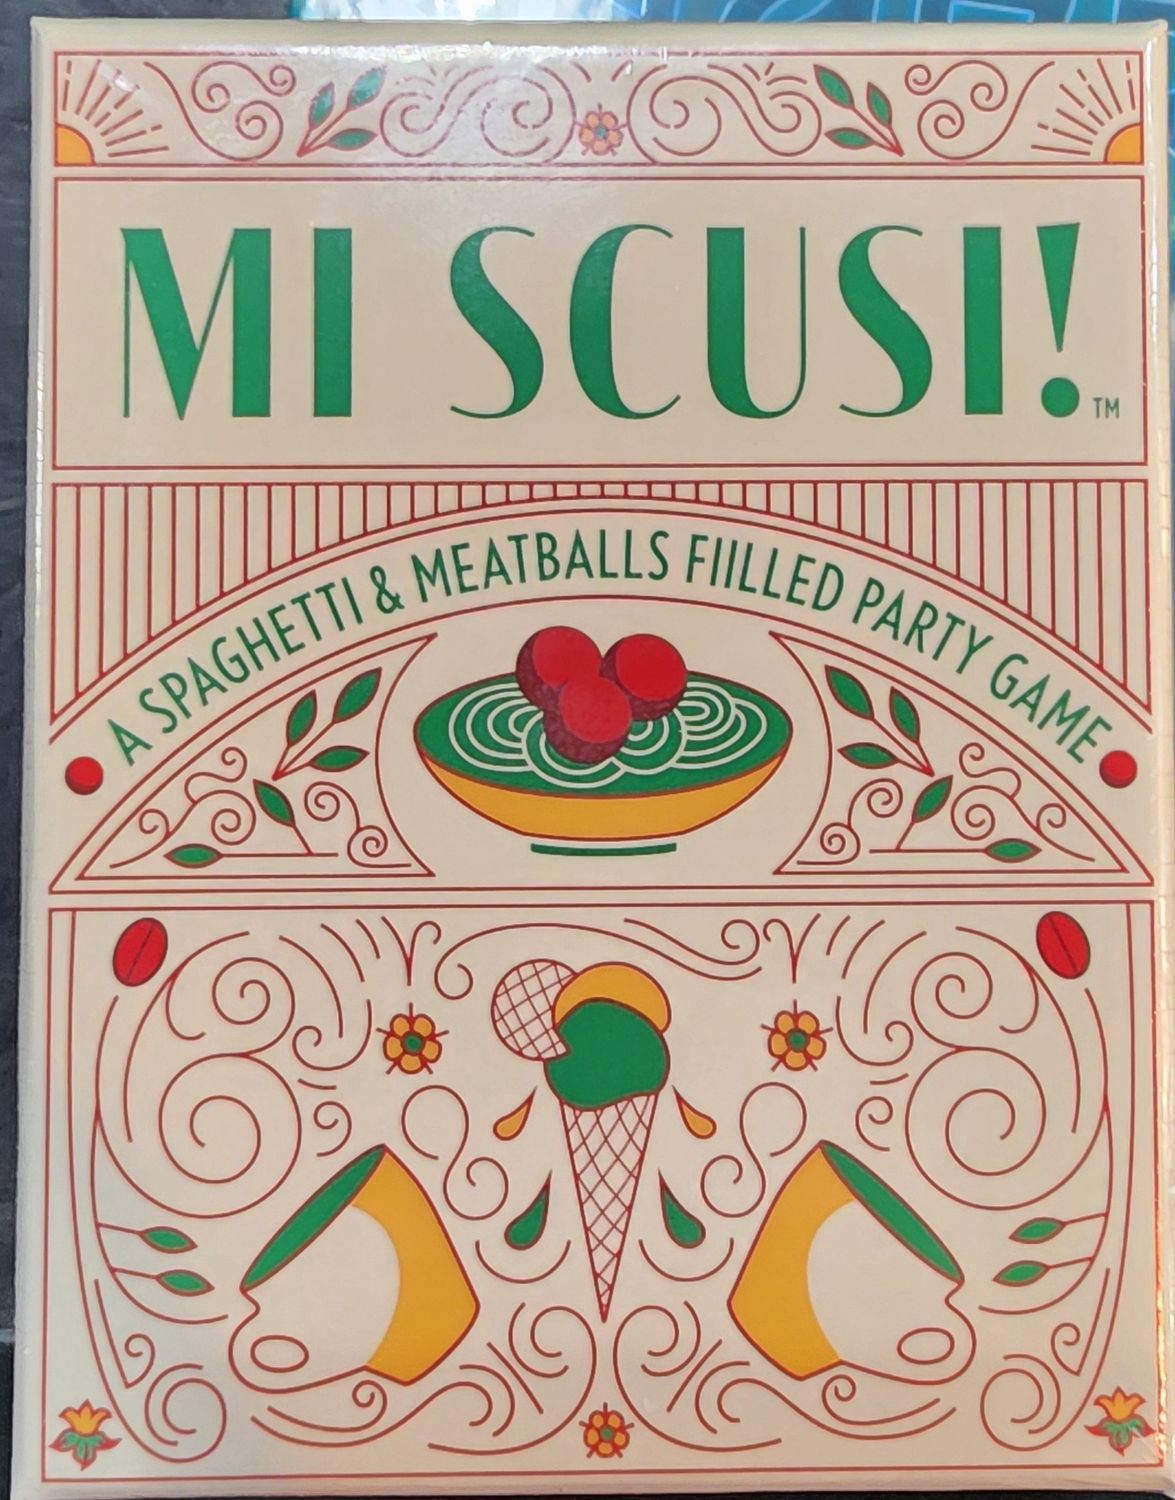 MI SCUSI!™
A SPAGHETTI & MEATBALLS FIILLED PARTY GAME